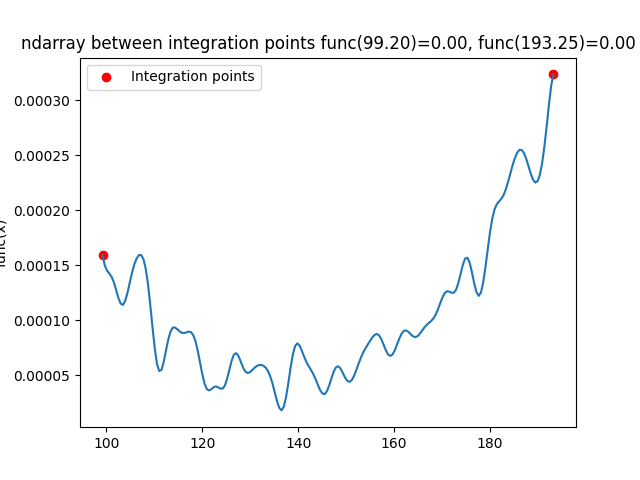 ndarray between integration points func(99.20)=0.00, func(193.25)=0.00
Integration points
0.00030
0.00025
0.00020
0.00015
0.00010
0.00005
func(x)
100 120 140 160 180